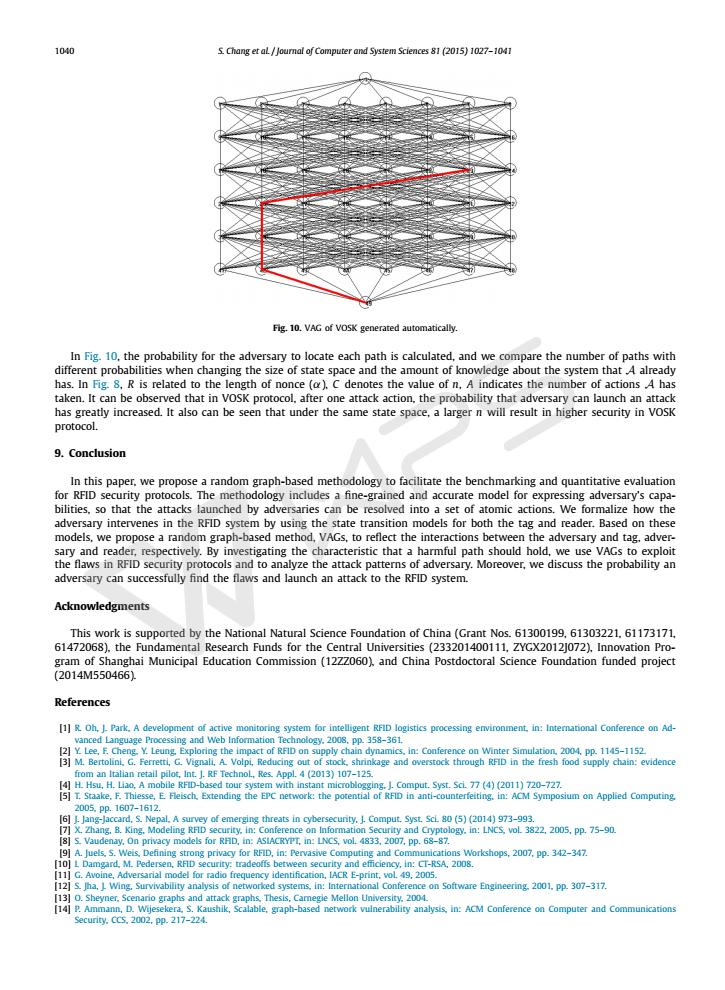 1040
S. Chang et al. / Journal of Computer and System Sciences 81 (2015) 1027–1041
Fig. 10. VAG of VOSK generated automatically.
In Fig. 10, the probability for the adversary to locate each path is calculated, and we compare the number of paths with
different probabilities when changing the size of state space and the amount of knowledge about the system that 𝒜 already
has. In Fig. 8, R is related to the length of nonce (α), C denotes the value of n, A indicates the number of actions 𝒜 has
taken. It can be observed that in VOSK protocol, after one attack action, the probability that adversary can launch an attack
has greatly increased. It also can be seen that under the same state space, a larger n will result in higher security in VOSK
protocol.
9. Conclusion
In this paper, we propose a random graph-based methodology to facilitate the benchmarking and quantitative evaluation
for RFID security protocols. The methodology includes a fine-grained and accurate model for expressing adversary's capa-
bilities, so that the attacks launched by adversaries can be resolved into a set of atomic actions. We formalize how the
adversary intervenes in the RFID system by using the state transition models for both the tag and reader. Based on these
models, we propose a random graph-based method, VAGs, to reflect the interactions between the adversary and tag, adver-
sary and reader, respectively. By investigating the characteristic that a harmful path should hold, we use VAGs to exploit
the flaws in RFID security protocols and to analyze the attack patterns of adversary. Moreover, we discuss the probability an
adversary can successfully find the flaws and launch an attack to the RFID system.
Acknowledgments
This work is supported by the National Natural Science Foundation of China (Grant Nos. 61300199, 61303221, 61173171,
61472068), the Fundamental Research Funds for the Central Universities (233201400111, ZYGX2012J072), Innovation Pro-
gram of Shanghai Municipal Education Commission (12ZZ060), and China Postdoctoral Science Foundation funded project
(2014M550466).
References
[1] R. Oh, J. Park, A development of active monitoring system for intelligent RFID logistics processing environment, in: International Conference on Ad-
vanced Language Processing and Web Information Technology, 2008, pp. 358–361.
[2] Y. Lee, F. Cheng, Y. Leung, Exploring the impact of RFID on supply chain dynamics, in: Conference on Winter Simulation, 2004, pp. 1145–1152.
[3] M. Bertolini, G. Ferretti, G. Vignali, A. Volpi, Reducing out of stock, shrinkage and overstock through RFID in the fresh food supply chain: evidence
from an Italian retail pilot, Int. J. RF Technol., Res. Appl. 4 (2013) 107–125.
[4] H. Hsu, H. Liao, A mobile RFID-based tour system with instant microblogging, J. Comput. Syst. Sci. 77 (4) (2011) 720–727.
[5] T. Staake, F. Thiesse, E. Fleisch, Extending the EPC network: the potential of RFID in anti-counterfeiting, in: ACM Symposium on Applied Computing,
2005, pp. 1607–1612.
[6] J. Jang-Jaccard, S. Nepal, A survey of emerging threats in cybersecurity, J. Comput. Syst. Sci. 80 (5) (2014) 973–993.
[7] X. Zhang, B. King, Modeling RFID security, in: Conference on Information Security and Cryptology, in: LNCS, vol. 3822, 2005, pp. 75–90.
[8] S. Vaudenay, On privacy models for RFID, in: ASIACRYPT, in: LNCS, vol. 4833, 2007, pp. 68–87.
[9] A. Juels, S. Weis, Defining strong privacy for RFID, in: Pervasive Computing and Communications Workshops, 2007, pp. 342–347.
[10] I. Damgard, M. Pedersen, RFID security: tradeoffs between security and efficiency, in: CT-RSA, 2008.
[11] G. Avoine, Adversarial model for radio frequency identification, IACR E-print, vol. 49, 2005.
[12] S. Jha, J. Wing, Survivability analysis of networked systems, in: International Conference on Software Engineering, 2001, pp. 307–317.
[13] O. Sheyner, Scenario graphs and attack graphs, Thesis, Carnegie Mellon University, 2004.
[14] P. Ammann, D. Wijesekera, S. Kaushik, Scalable, graph-based network vulnerability analysis, in: ACM Conference on Computer and Communications
Security, CCS, 2002, pp. 217–224.